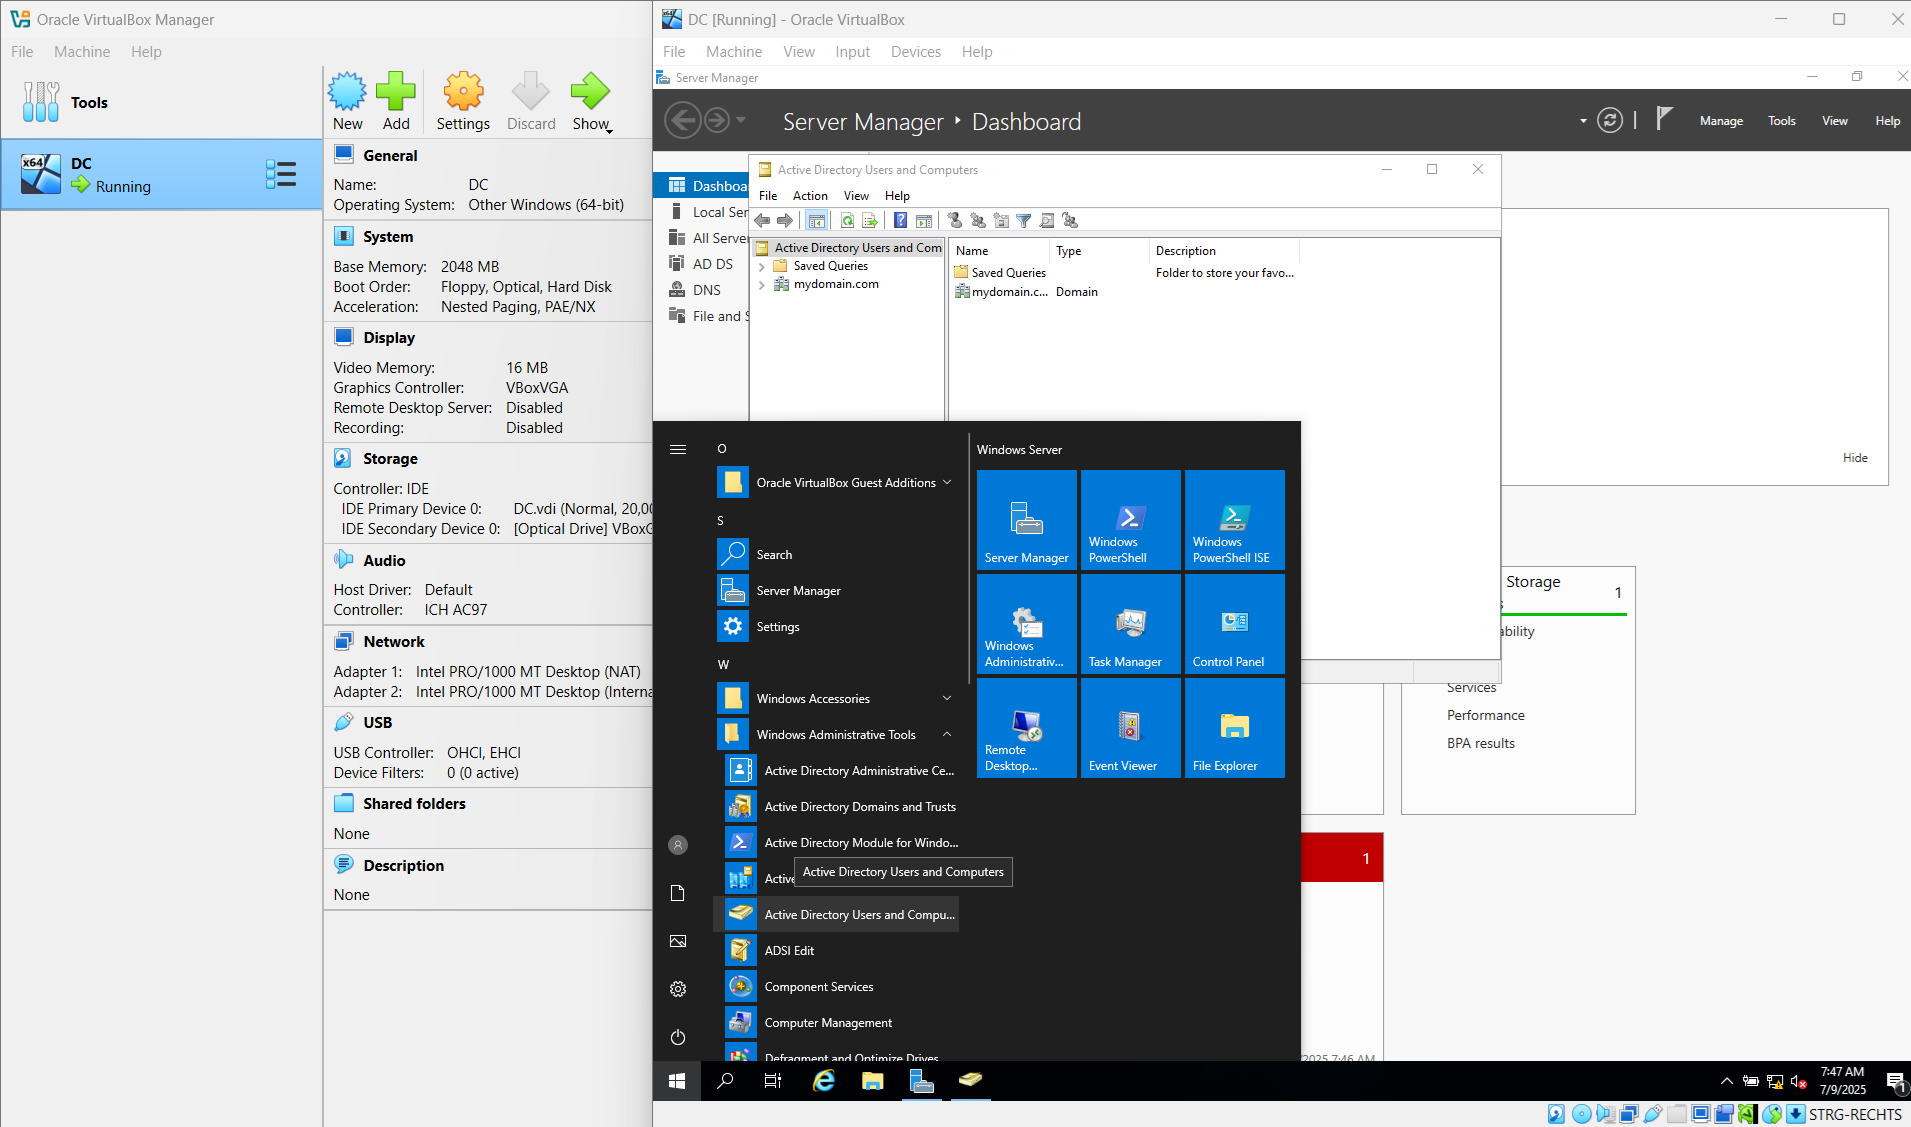 Oracle VirtualBox Manager
File Machine Help
Tools
DC
Running
New Add Settings Discard Show
General
Name: DC
Operating System: Other Windows (64-bit)
System
Base Memory: 2048 MB
Boot Order: Floppy, Optical, Hard Disk
Acceleration: Nested Paging, PAE/NX
Display
Video Memory: 16 MB
Graphics Controller: VBoxVGA
Remote Desktop Server: Disabled
Recording: Disabled
Storage
Controller: IDE
IDE Primary Device 0: DC.vdi (Normal, 20,00
IDE Secondary Device 0: [Optical Drive] VBoxG
Audio
Host Driver: Default
Controller: ICH AC97
Network
Adapter 1: Intel PRO/1000 MT Desktop (NAT)
Adapter 2: Intel PRO/1000 MT Desktop (Interna
USB
USB Controller: OHCI, EHCI
Device Filters: 0 (0 active)
Shared folders
None
Description
None
DC [Running] - Oracle VirtualBox
File Machine View Input Devices Help
Server Manager
Server Manager ‣ Dashboard
Manage Tools View Help
Dashboa
Local Ser
All Server
AD DS
DNS
File and S
Active Directory Users and Computers
File Action View Help
Active Directory Users and Com
Saved Queries
mydomain.com
Name Type Description
Saved Queries Folder to store your favo...
mydomain.c... Domain
Hide
Storage
1
ability
Services
Performance
BPA results
1
/2025 7:46 AM
O
Oracle VirtualBox Guest Additions
S
Search
Server Manager
Settings
W
Windows Accessories
Windows Administrative Tools
Active Directory Administrative Ce...
Active Directory Domains and Trusts
Active Directory Module for Windo...
Active
Active Directory Users and Computers
Active Directory Users and Compu...
ADSI Edit
Component Services
Computer Management
Defragment and Optimize Drives
Windows Server
Server Manager
Windows PowerShell
Windows PowerShell ISE
Windows Administrativ...
Task Manager
Control Panel
Remote Desktop...
Event Viewer
File Explorer
7:47 AM
7/9/2025
1
STRG-RECHTS